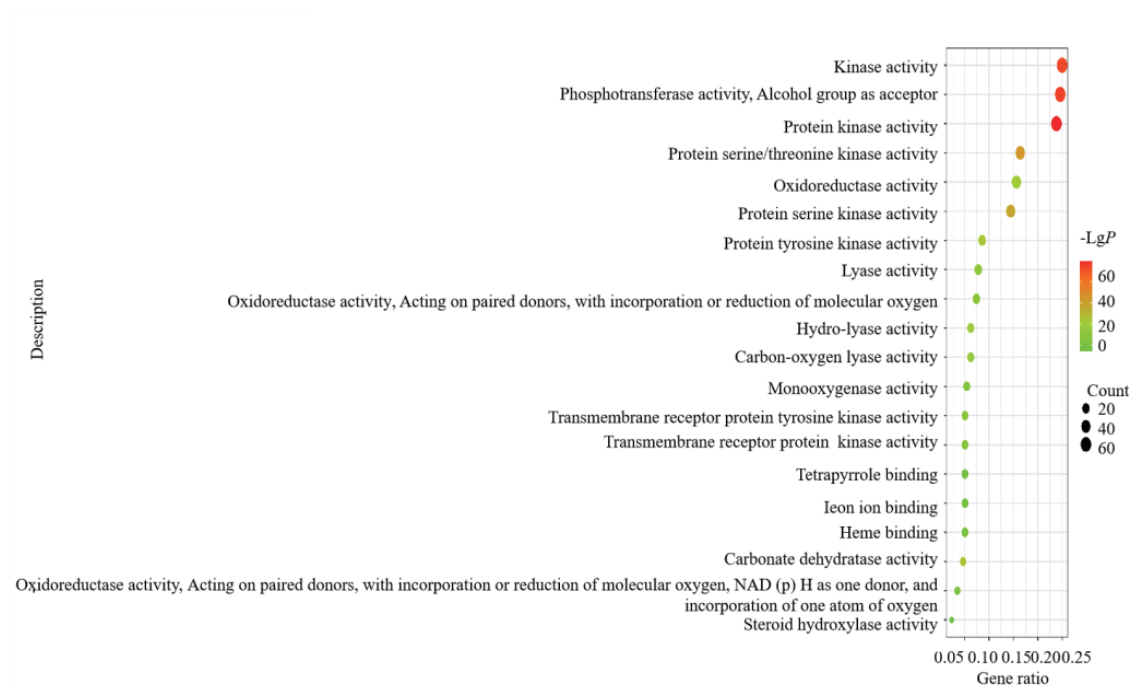 Kinase activity
Phosphotransferase activity, Alcohol group as acceptor
Protein kinase activity
Protein serine/threonine kinase activity
Oxidoreductase activity
Protein serine kinase activity
Protein tyrosine kinase activity
Lyase activity
Oxidoreductase activity, Acting on paired donors, with incorporation or reduction of molecular oxygen
Hydro-lyase activity
Carbon-oxygen lyase activity
Monooxygenase activity
Transmembrane receptor protein tyrosine kinase activity
Transmembrane receptor protein kinase activity
Tetrapyrrole binding
Ieon ion binding
Heme binding
Carbonate dehydratase activity
Oxidoreductase activity, Acting on paired donors, with incorporation or reduction of molecular oxygen, NAD (p) H as one donor, and
incorporation of one atom of oxygen
Steroid hydroxylase activity
Description
0.05 0.10 0.15 0.20 0.25
Gene ratio
-LgP
60
40
20
0
Count
20
40
60